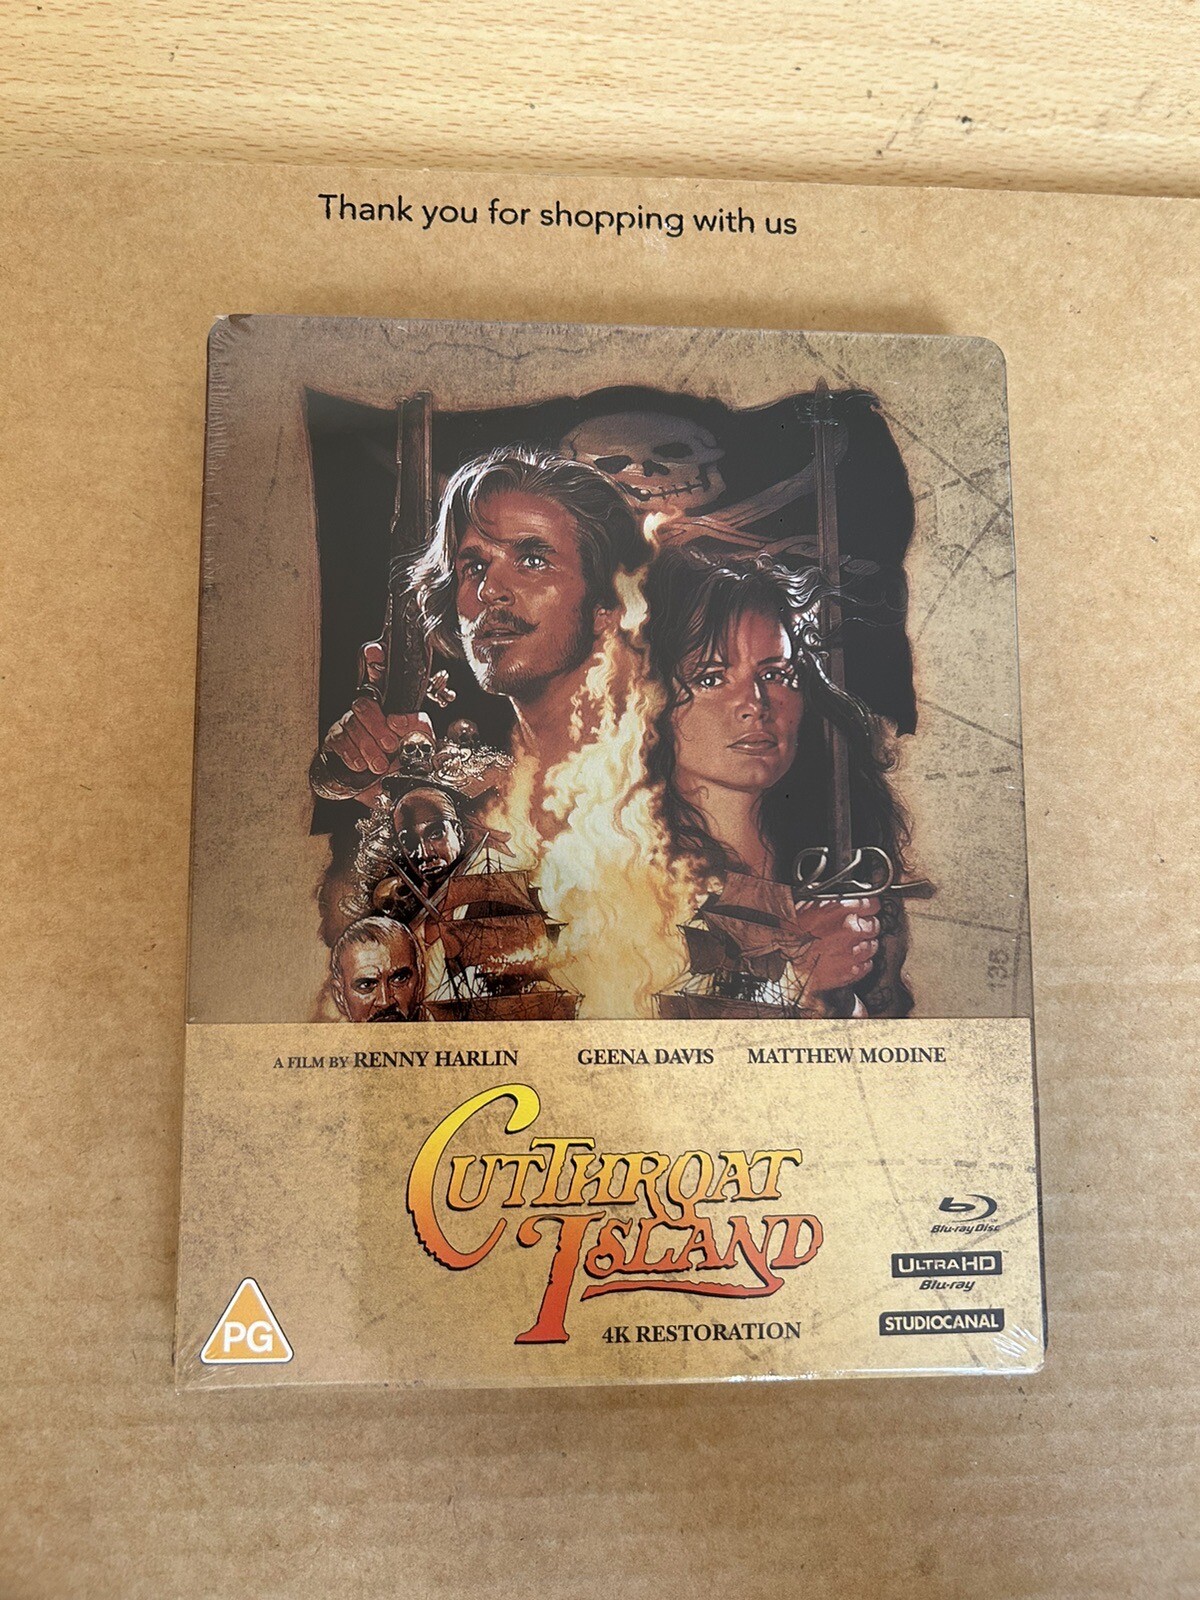 Thank you for shopping with us
138
A FILM BY RENNY HARLIN GEENA DAVIS MATTHEW MODINE
CUTTHROAT
ISLAND
4K RESTORATION
Blu-ray Disc
ULTRA HD
Blu-ray
STUDIOCANAL
PG